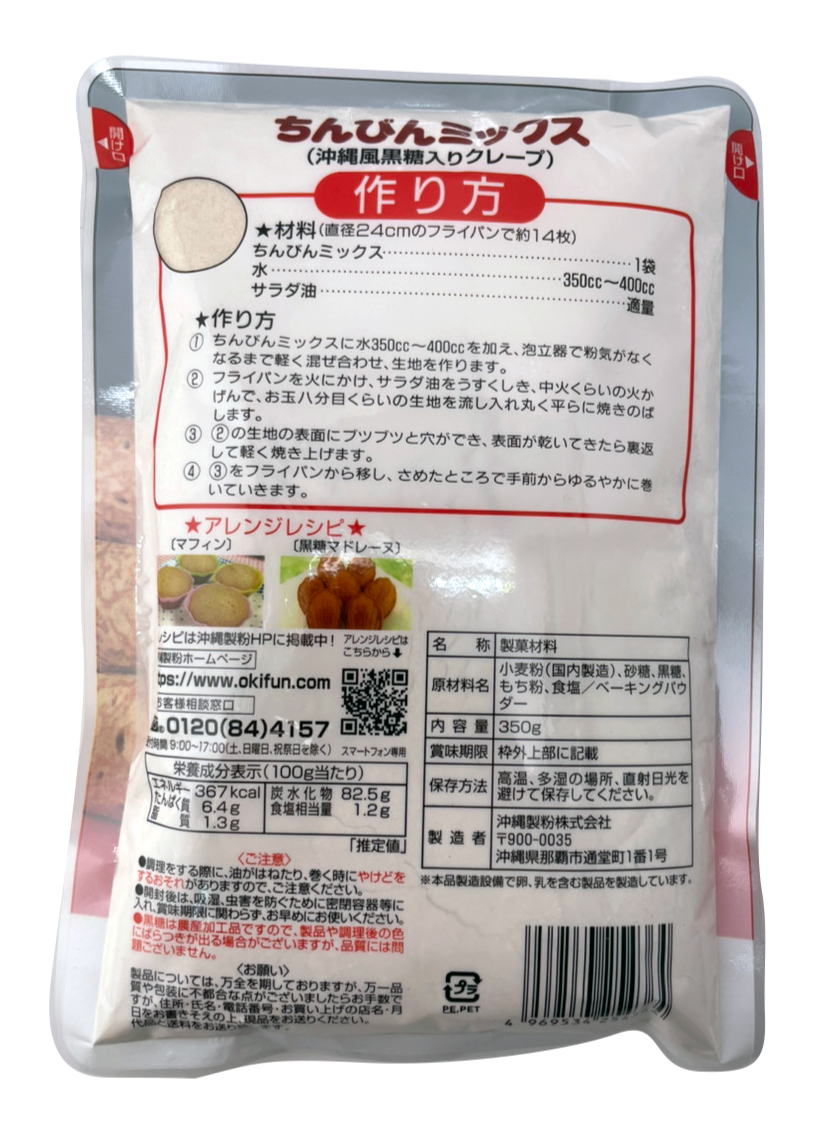 開け口
開け口
ちんびんミックス
(沖縄風黒糖入りクレープ)
作り方
★材料(直径24cmのフライパンで約14枚)
ちんびんミックス…………………………1袋
水…………………………350cc〜400cc
サラダ油…………………………適量
★作り方
① ちんびんミックスに水350cc〜400ccを加え、泡立器で粉気がなく
なるまで軽く混ぜ合わせ、生地を作ります。
② フライパンを火にかけ、サラダ油をうすくしき、中火くらいの火か
げんで、お玉八分目くらいの生地を流し入れ丸く平らに焼きのば
します。
③ ②の生地の表面にブツブツと穴ができ、表面が乾いてきたら裏返
して軽く焼き上げます。
④ ③をフライパンから移し、さめたところで手前からゆるやかに巻
いていきます。
★アレンジレシピ★
〔マフィン〕 〔黒糖マドレーヌ〕
レシピは沖縄製粉HPに掲載中!
アレンジレシピは
こちらから
製粉ホームページ
ps://www.okifun.com
お客様相談窓口
0120(84)4157
付時間 9:00〜17:00(土、日曜日、祝祭日を除く)
スマートフォン専用
栄養成分表示(100g当たり)
エネルギー 367kcal 炭水化物 82.5g
たんぱく質 6.4g 食塩相当量 1.2g
脂質 1.3g
「推定値」
〈ご注意〉
●調理をする際に、油がはねたり、巻く時にやけどを
するおそれがありますので、ご注意ください。
●開封後は、吸湿、虫害を防ぐために密閉容器等に
入れ賞味期限に関わらず、お早めにお使いください。
●黒糖は農産加工品ですので、製品や調理後の色
にばらつきが出る場合がございますが、品質には問
題ございません。
〈お願い〉
製品については、万全を期しておりますが、万一品
質や包装に不都合な点がございましたらお手数で
すが、住所・氏名・電話番号・お買い上げの店名・月
日をお書きそえの上、現品をお送りください。
代品と送料をお送り
名称 製菓材料
原材料名 小麦粉(国内製造)、砂糖、黒糖、
もち粉、食塩/ベーキングパウ
ダー
内容量 350g
賞味期限 枠外上部に記載
保存方法 高温、多湿の場所、直射日光を
避けて保存してください。
製造者 沖縄製粉株式会社
〒900-0035
沖縄県那覇市通堂町1番1号
※本品製造設備で卵、乳を含む製品を製造しています。
プラ
PE,PET
4 969534